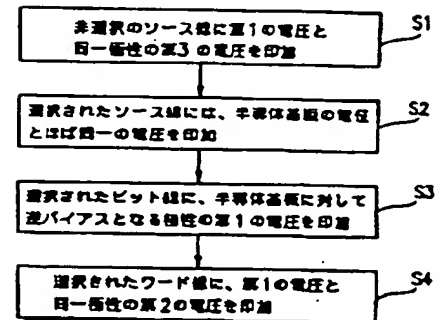 非選択のソース線に第1の電圧と
同一極性の第3の電圧を印加
S1
選択されたソース線には、半導体基板の電位
とほぼ同一の電圧を印加
S2
選択されたビット線に、半導体基板に対して
逆バイアスとなる極性の第1の電圧を印加
S3
選択されたワード線に、第1の電圧と
同一極性の第2の電圧を印加
S4